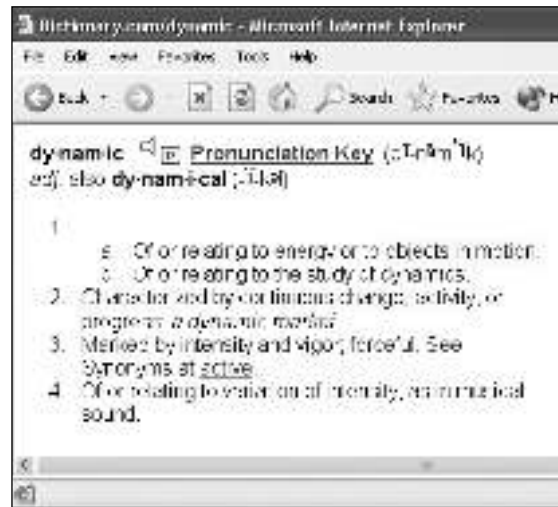 Dictionary.com/dynamic - Microsoft Internet Explorer
File Edit View Favorites Tools Help
Back Search Favorites
dy·nam·ic Pronunciation Key (dī-năm'ĭk)
adj. also dy·nam·i·cal (-ĭ-kəl)
1.
a. Of or relating to energy or to objects in motion.
b. Of or relating to the study of dynamics.
2. Characterized by continuous change, activity, or
progress: a dynamic market.
3. Marked by intensity and vigor; forceful. See
Synonyms at active.
4. Of or relating to variation of intensity, as in musical
sound.